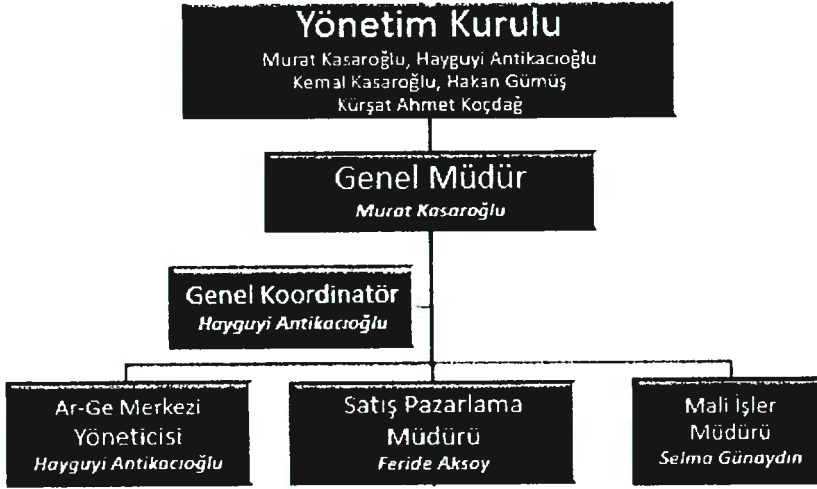 Yönetim Kurulu
Murat Kasaroğlu, Hayguyi Antikacıoğlu
Kemal Kasaroğlu, Hakan Gümüş
Kürşat Ahmet Koçdağ
Genel Müdür
Murat Kasaroğlu
Genel Koordinatör
Hayguyi Antikacıoğlu
Ar-Ge Merkezi
Yöneticisi
Hayguyi Antikacıoğlu
Satış Pazarlama
Müdürü
Feride Aksoy
Mali İşler
Müdürü
Selma Günaydın